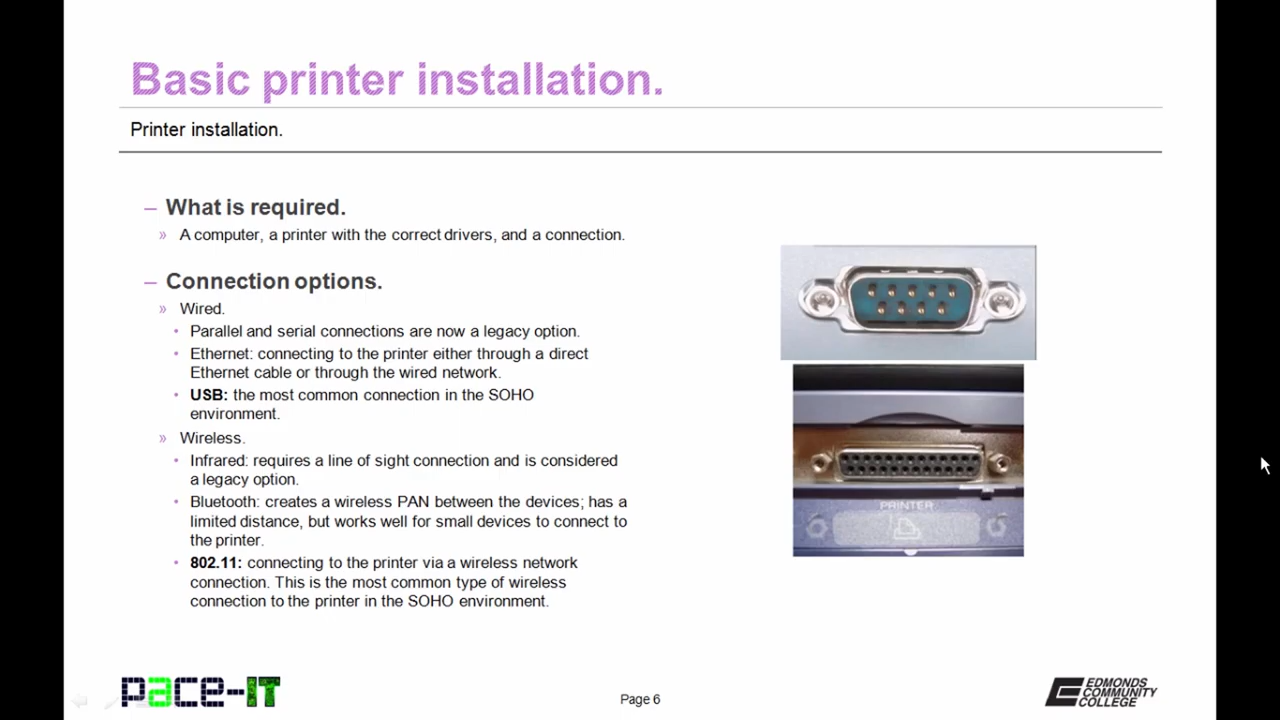 Basic printer installation.
Printer installation.
– What is required.
» A computer, a printer with the correct drivers, and a connection.
– Connection options.
» Wired.
• Parallel and serial connections are now a legacy option.
• Ethernet: connecting to the printer either through a direct
Ethernet cable or through the wired network.
• USB: the most common connection in the SOHO
environment.
» Wireless.
• Infrared: requires a line of sight connection and is considered
a legacy option.
• Bluetooth: creates a wireless PAN between the devices; has a
limited distance, but works well for small devices to connect to
the printer.
• 802.11: connecting to the printer via a wireless network
connection. This is the most common type of wireless
connection to the printer in the SOHO environment.
PRINTER
pace-IT
Page 6
EDMONDS
COMMUNITY
COLLEGE